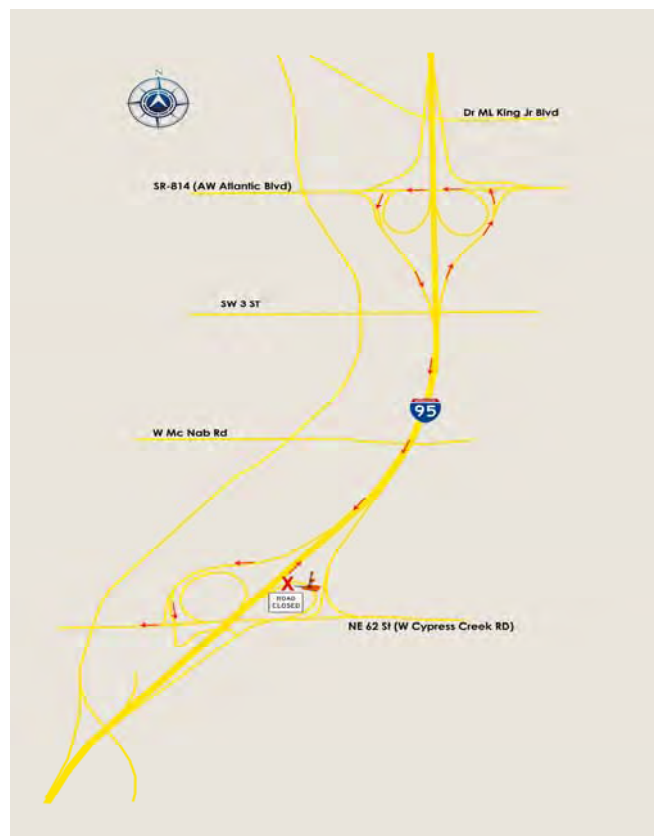 N
Dr ML King Jr Blvd
SR-814 (AW Atlantic Blvd)
SW 3 ST
95
W Mc Nab Rd
X
ROAD
CLOSED
NE 62 St (W Cypress Creek RD)